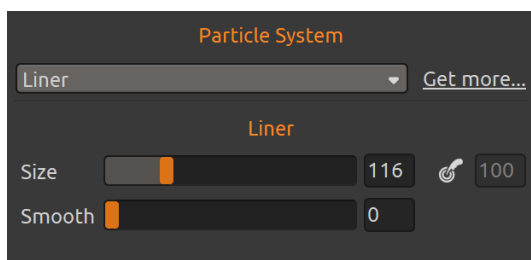 Particle System
Liner Get more...
Liner
Size 116 100
Smooth 0